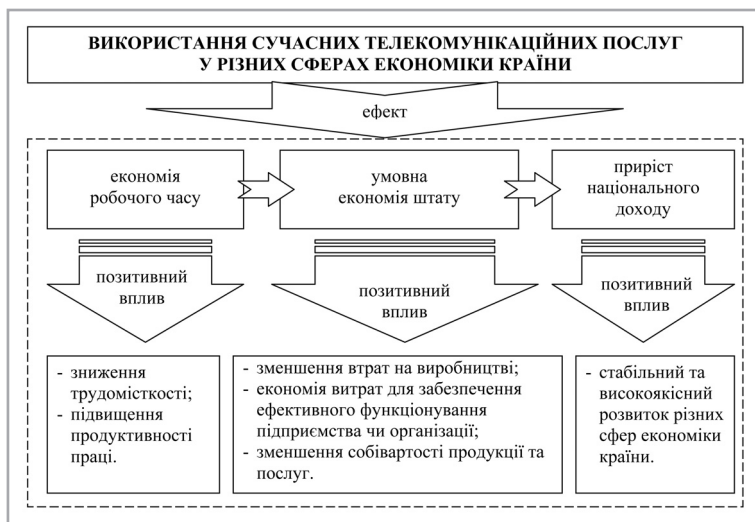 ВИКОРИСТАННЯ СУЧАСНИХ ТЕЛЕКОМУНІКАЦІЙНИХ ПОСЛУГ
У РІЗНИХ СФЕРАХ ЕКОНОМІКИ КРАЇНИ
ефект
економія
робочого часу
умовна
економія штату
приріст
національного
доходу
позитивний
вплив
позитивний
вплив
позитивний
вплив
- зниження
трудомісткості;
- підвищення
продуктивності
праці.
- зменшення втрат на виробництві;
- економія витрат для забезпечення
ефективного функціонування
підприємства чи організації;
- зменшення собівартості продукції та
послуг.
- стабільний та
високоякісний
розвиток різних
сфер економіки
країни.